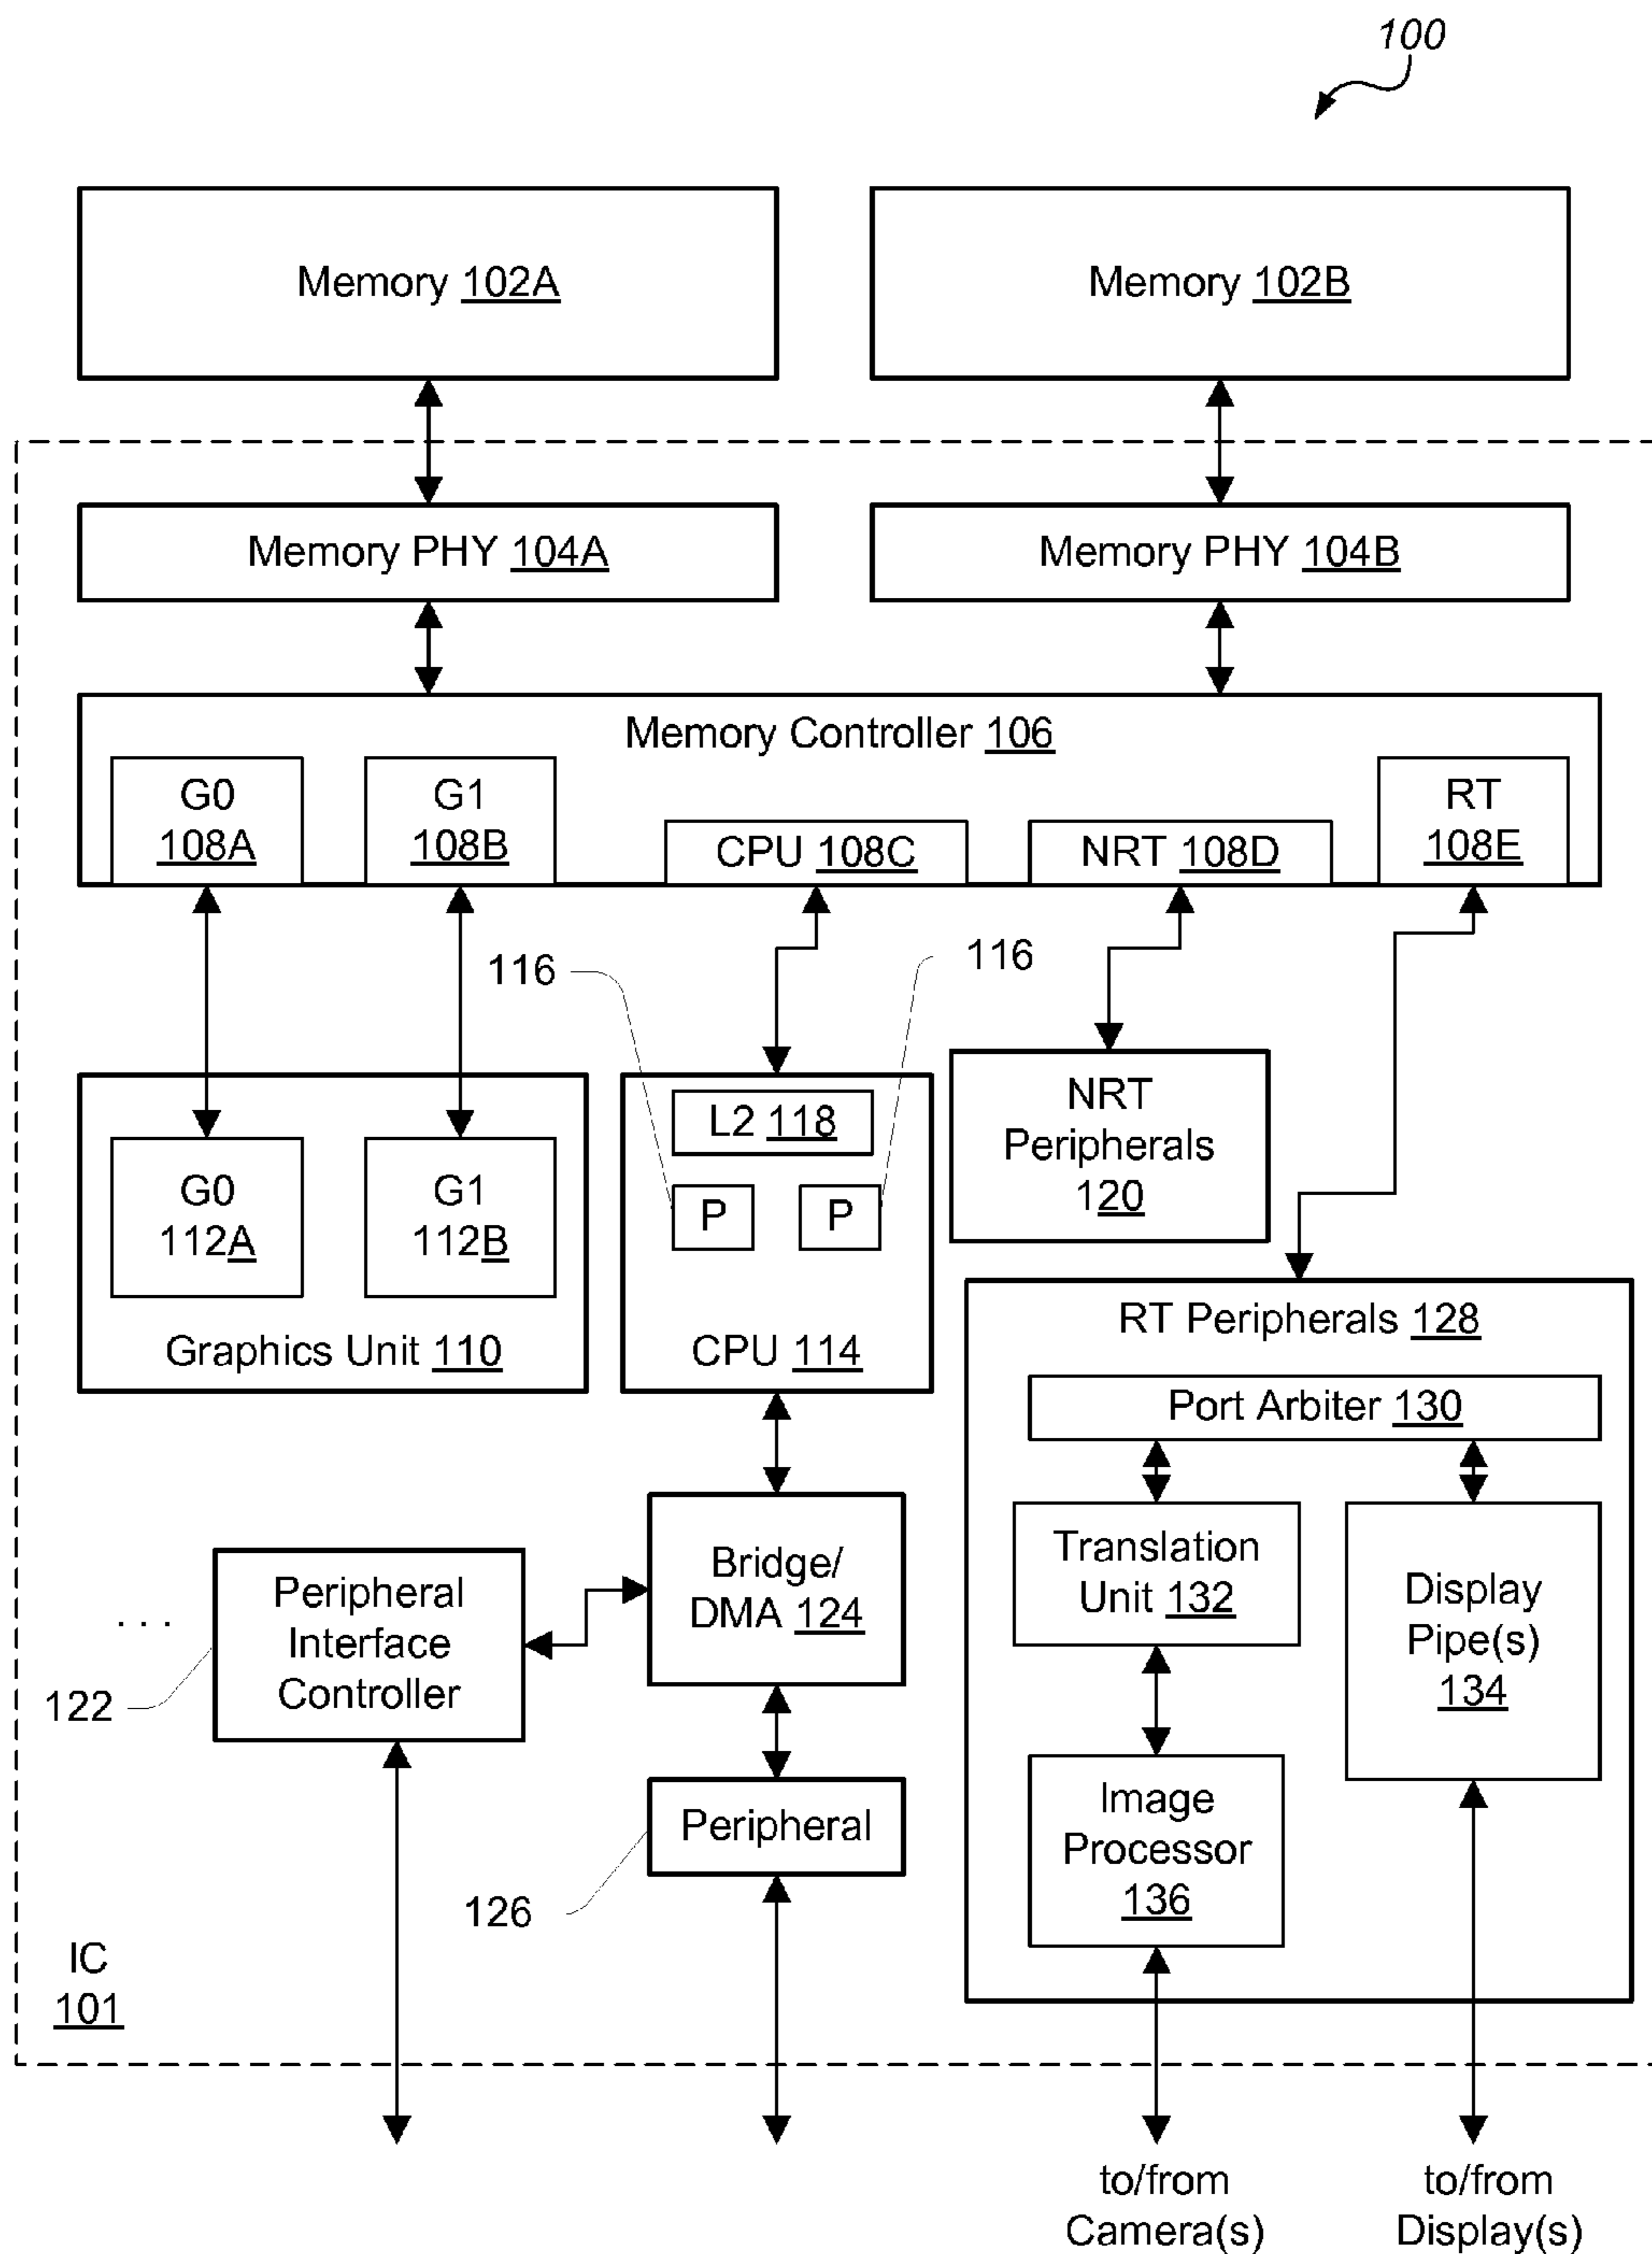 100
Memory 102A
Memory 102B
Memory PHY 104A
Memory PHY 104B
Memory Controller 106
G0
108A
G1
108B
CPU 108C
NRT 108D
RT
108E
116
116
G0
112A
G1
112B
Graphics Unit 110
L2 118
P
P
CPU 114
NRT
Peripherals
120
RT Peripherals 128
Port Arbiter 130
Translation
Unit 132
Display
Pipe(s)
134
Image
Processor
136
Bridge/
DMA 124
. . .
Peripheral
Interface
Controller
122
Peripheral
126
IC
101
to/from
Camera(s)
to/from
Display(s)